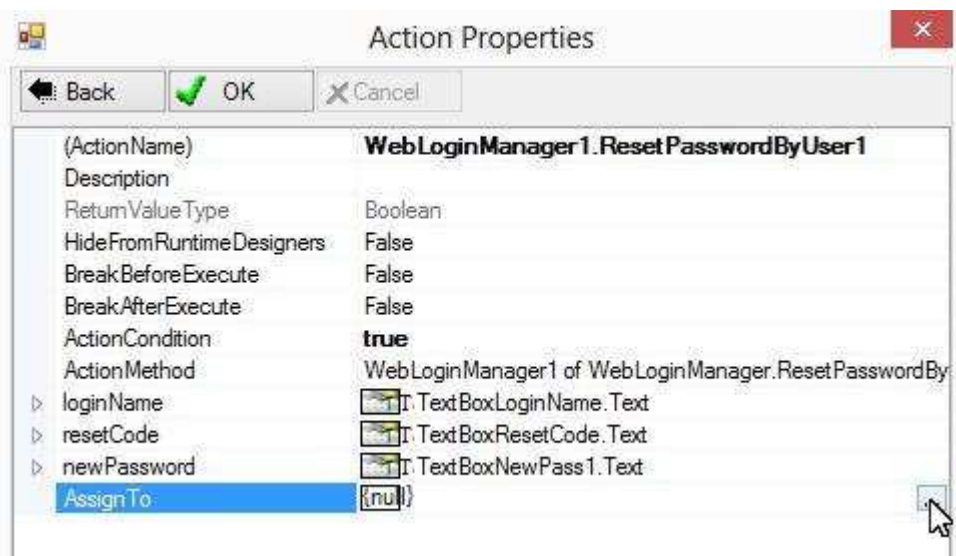 Action Properties
Back OK Cancel
(ActionName) WebLoginManager1.ResetPasswordByUser1
Description
ReturnValueType Boolean
HideFromRuntimeDesigners False
BreakBeforeExecute False
BreakAfterExecute False
ActionCondition true
ActionMethod WebLoginManager1 of WebLoginManager.ResetPasswordBy
loginName T.TextBoxLoginName.Text
resetCode T.TextBoxResetCode.Text
newPassword T.TextBoxNewPass1.Text
AssignTo {null}